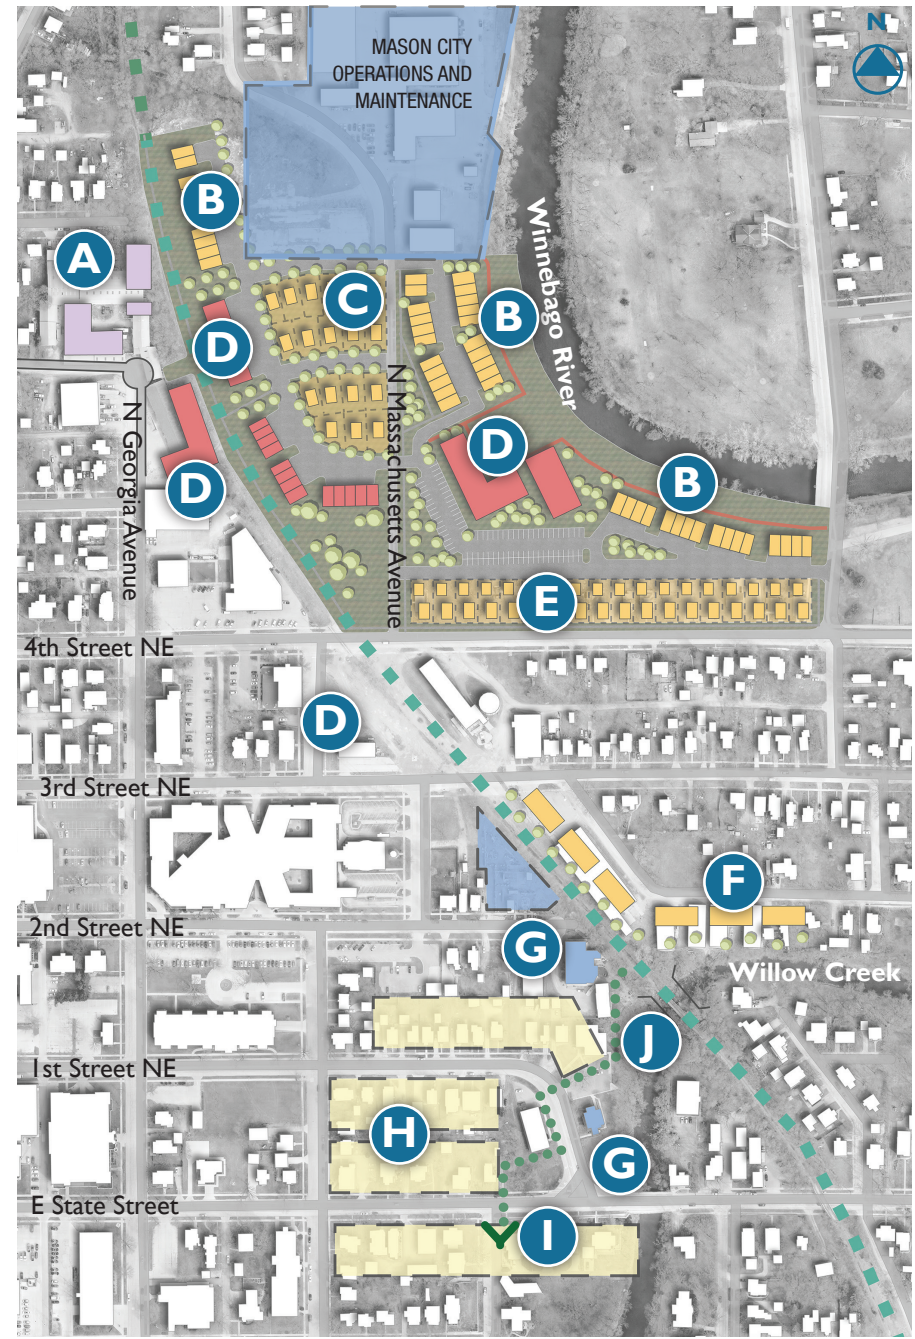 N
MASON CITY
OPERATIONS AND
MAINTENANCE
B
A
Winnebago River
C
B
D
N Massachusetts Avenue
N Georgia Avenue
D
D
B
E
4th Street NE
D
3rd Street NE
F
2nd Street NE
G
Willow Creek
J
1st Street NE
H
G
E State Street
I